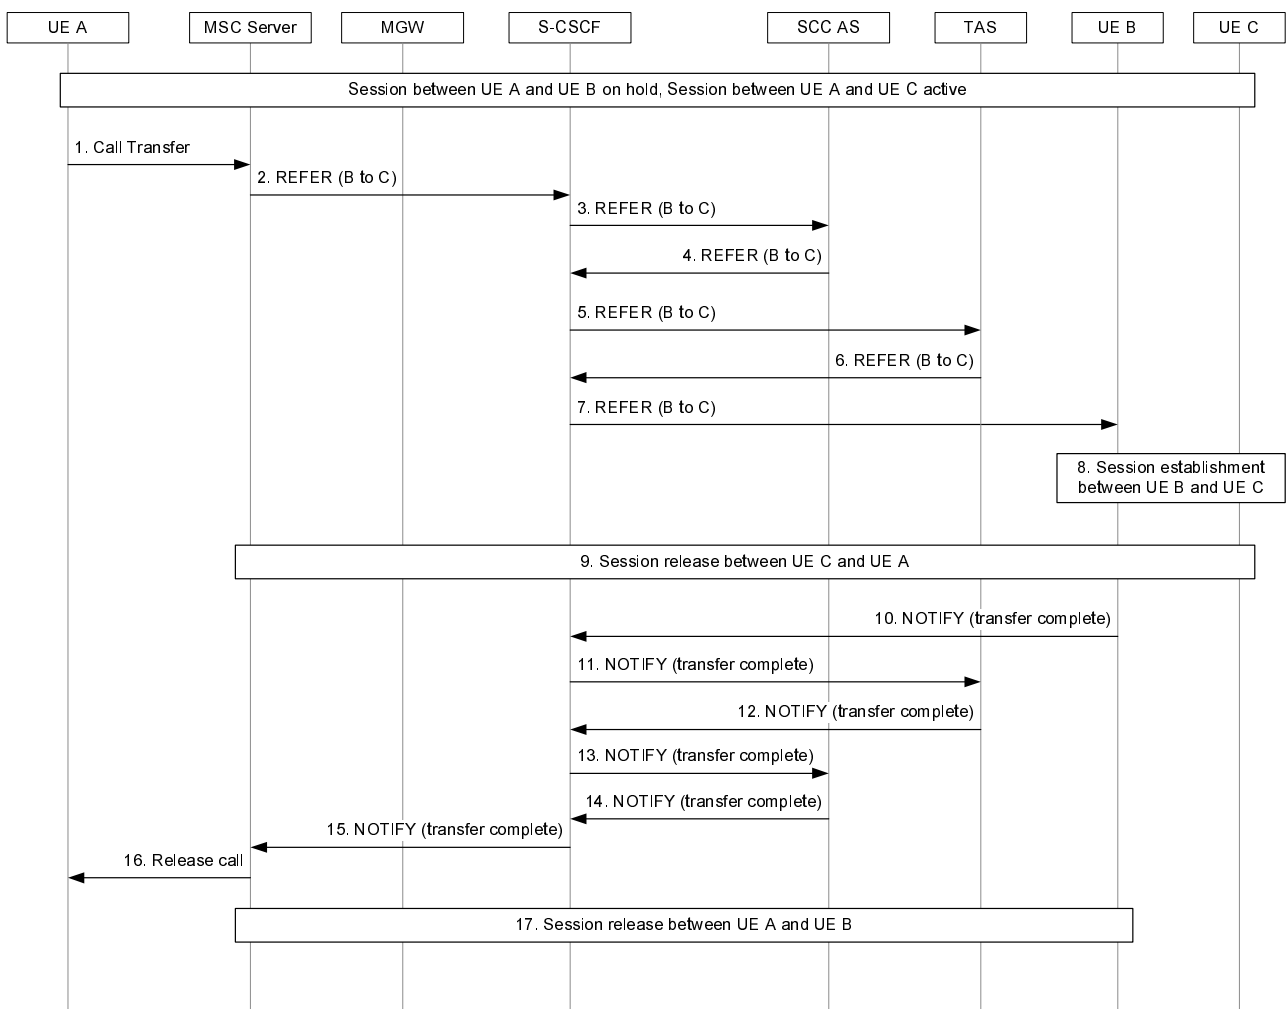 UE A
MSC Server
MGW
S-CSCF
SCC AS
TAS
UE B
UE C
Session between UE A and UE B on hold, Session between UE A and UE C active
1. Call Transfer
2. REFER (B to C)
3. REFER (B to C)
4. REFER (B to C)
5. REFER (B to C)
6. REFER (B to C)
7. REFER (B to C)
8. Session establishment
between UE B and UE C
9. Session release between UE C and UE A
10. NOTIFY (transfer complete)
11. NOTIFY (transfer complete)
12. NOTIFY (transfer complete)
13. NOTIFY (transfer complete)
14. NOTIFY (transfer complete)
15. NOTIFY (transfer complete)
16. Release call
17. Session release between UE A and UE B